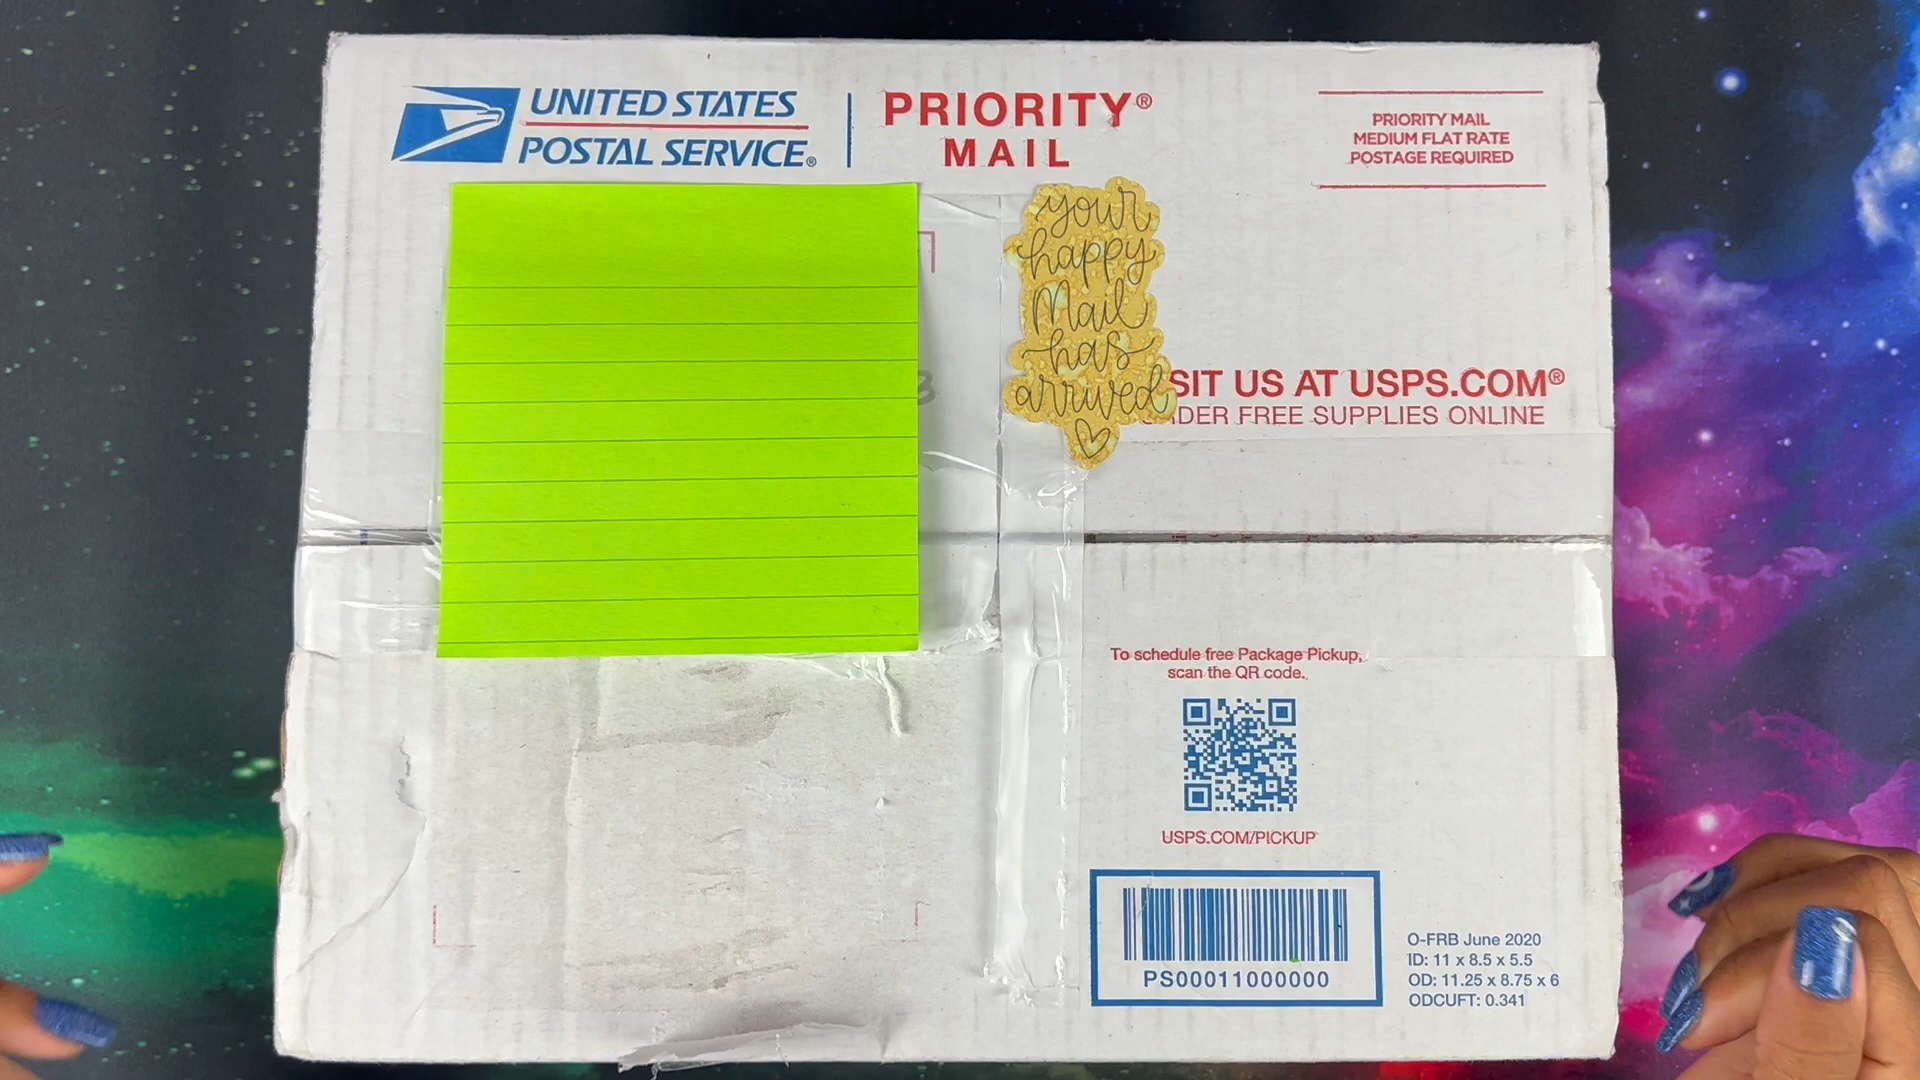 UNITED STATES
POSTAL SERVICE®
PRIORITY®
MAIL
PRIORITY MAIL
MEDIUM FLAT RATE
POSTAGE REQUIRED
your
happy
Mail
has
arrived
SIT US AT USPS.COM®
DER FREE SUPPLIES ONLINE
To schedule free Package Pickup,
scan the QR code.
USPS.COM/PICKUP
PS00011000000
O-FRB June 2020
ID: 11 x 8.5 x 5.5
OD: 11.25 x 8.75 x 6
ODCUFT: 0.341